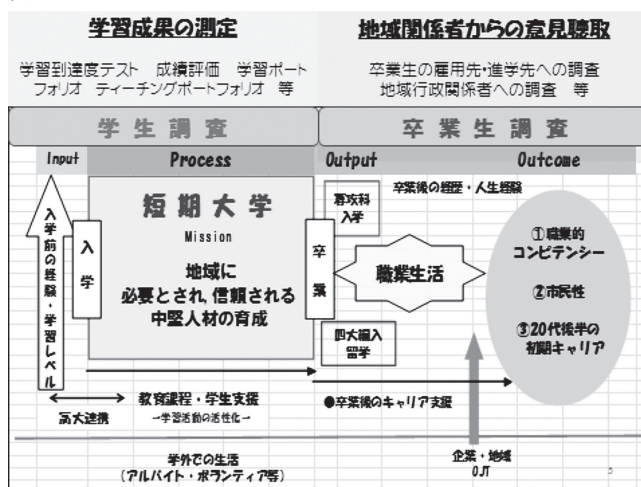 学習成果の測定
学習到達度テスト 成績評価 学習ポート
フォリオ ティーチングポートフォリオ 等
地域関係者からの意見聴取
卒業生の雇用先・進学先への調査
地域行政関係者への調査 等
学生調査
卒業生調査
Input
Process
Output
Outcome
入学前の経験・学習レベル
入学
短期大学
Mission
地域に
必要とされ, 信頼される
中堅人材の育成
卒業
専攻科
入学
卒業後の経歴・人生経験
職業生活
四大編入
留学
①職業的
コンピテンシー
②市民性
③20代後半の
初期キャリア
高大連携
教育課程・学生支援
―学習活動の活性化―
●卒業後のキャリア支援
学外での生活
(アルバイト・ボランティア等)
企業・地域
OJT
5